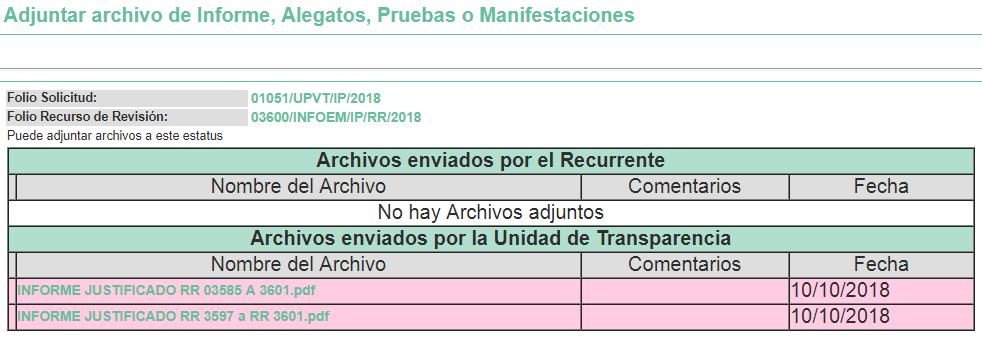 Adjuntar archivo de Informe, Alegatos, Pruebas o Manifestaciones
Folio Solicitud: 01051/UPVT/IP/2018
Folio Recurso de Revisión: 03600/INFOEM/IP/RR/2018
Puede adjuntar archivos a este estatus
Archivos enviados por el Recurrente
Nombre del Archivo Comentarios Fecha
No hay Archivos adjuntos
Archivos enviados por la Unidad de Transparencia
Nombre del Archivo Comentarios Fecha
INFORME JUSTIFICADO RR 03585 A 3601.pdf 10/10/2018
INFORME JUSTIFICADO RR 3597 a RR 3601.pdf 10/10/2018